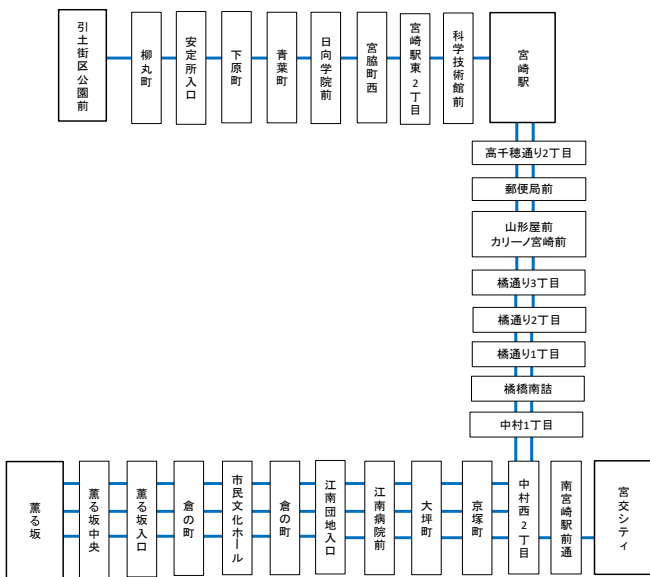 引土街区公園前
柳丸町
安定所入口
下原町
青葉町
日向学院前
宮脇町西
宮崎駅東2丁目
科学技術館前
宮崎駅
高千穂通り2丁目
郵便局前
山形屋前
カリーノ宮崎前
橘通り3丁目
橘通り2丁目
橘通り1丁目
橘橋南詰
中村1丁目
薫る坂
薫る坂中央
薫る坂入口
倉の町
市民文化ホール
倉の町
江南団地入口
江南病院前
大坪町
京塚町
中村西2丁目
南宮崎駅前通
宮交シティ